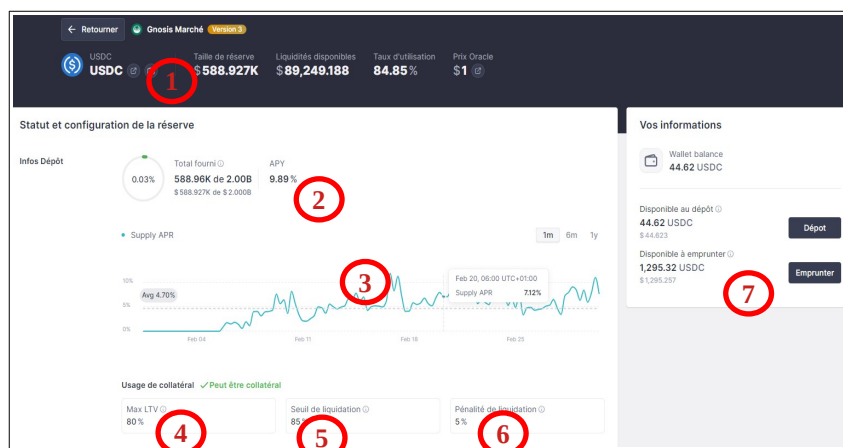 ← Retourner Gnosis Marché Version 3
USDC Taille de réserve Liquidités disponibles Taux d'utilisation Prix Oracle
USDC $588.927K $89,249.188 84.85% $1
1
Statut et configuration de la réserve
Vos informations
Infos Dépôt
0.03%
Total fourni APY
588.96K de 2.00B 9.89%
$588.927K de $2.000B
2
Wallet balance
44.62 USDC
Supply APR
1m 6m 1y
Disponible au dépôt
44.62 USDC
$44.623
Dépot
Disponible à emprunter
1,295.32 USDC
$1,295.257
Emprunter
7
3
Feb 20, 06:00 UTC+01:00
Supply APR 7.12%
10%
Avg 4.70%
5%
0%
Feb 04 Feb 11 Feb 18 Feb 25
Usage de collatéral ✓ Peut être collatéral
Max LTV Seuil de liquidation Pénalité de liquidation
80% 85% 5%
4 5 6